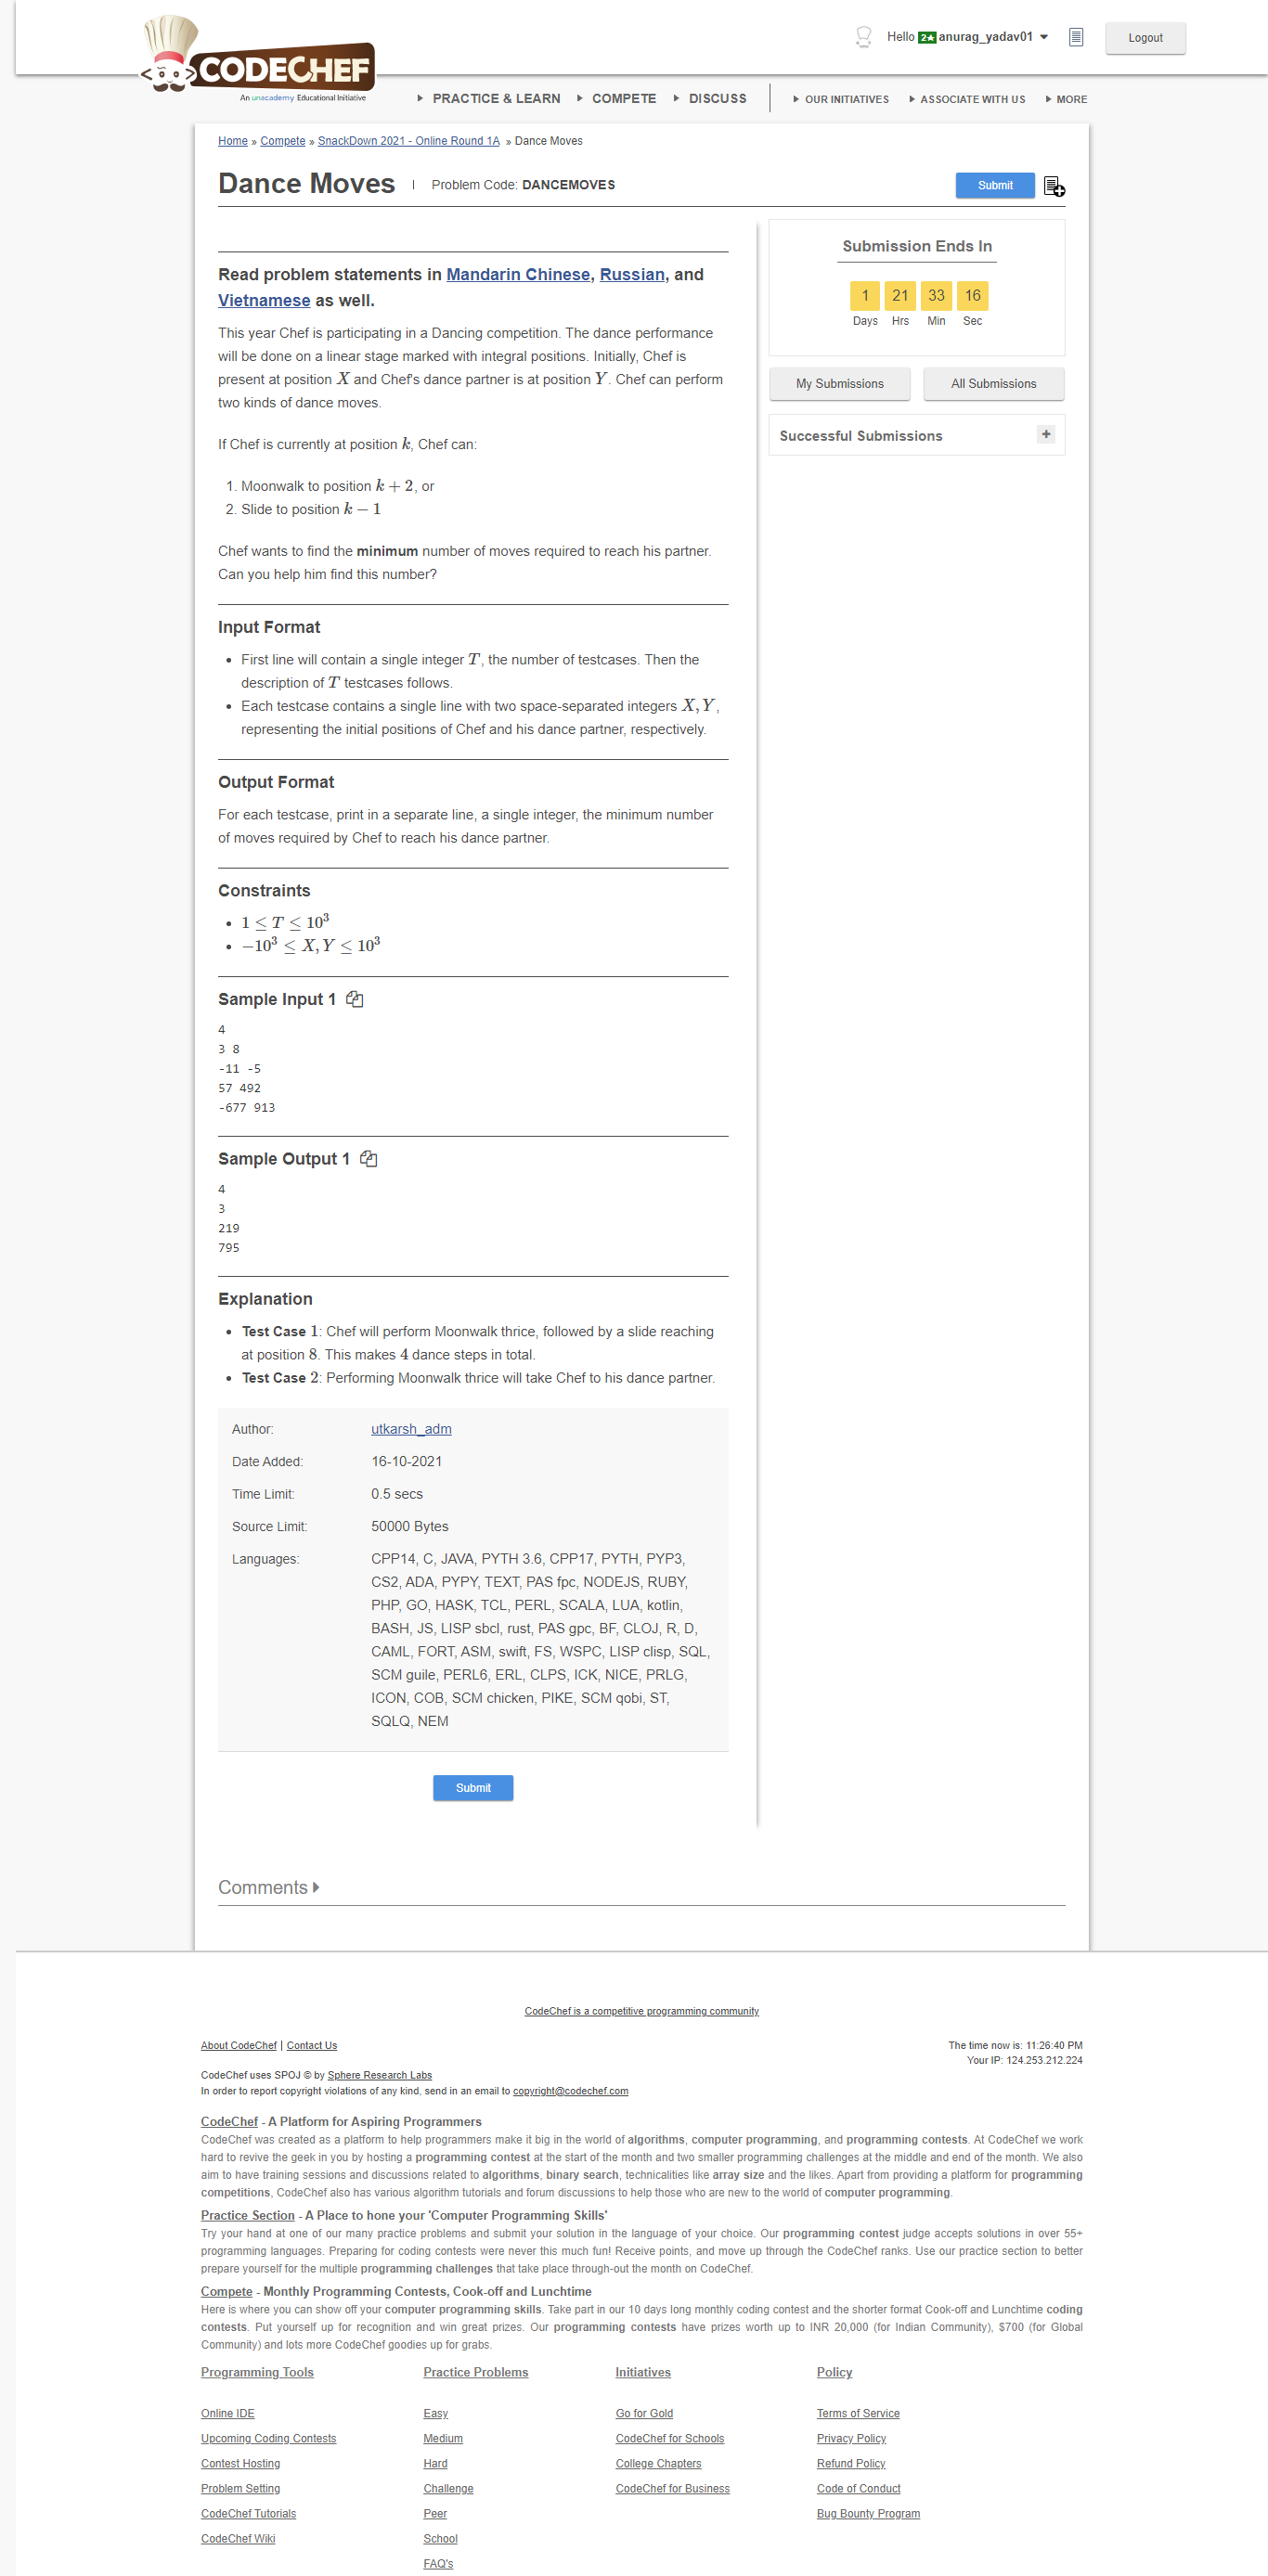 CODECHEF
An unacademy Educational Initiative
Hello 2★ anurag_yadav01
Logout
PRACTICE & LEARN COMPETE DISCUSS OUR INITIATIVES ASSOCIATE WITH US MORE
Home » Compete » SnackDown 2021 - Online Round 1A » Dance Moves
Dance Moves | Problem Code: DANCEMOVES
Submit
Read problem statements in Mandarin Chinese, Russian, and
Vietnamese as well.
This year Chef is participating in a Dancing competition. The dance performance
will be done on a linear stage marked with integral positions. Initially, Chef is
present at position X and Chef's dance partner is at position Y. Chef can perform
two kinds of dance moves.
If Chef is currently at position k, Chef can:
1. Moonwalk to position k + 2, or
2. Slide to position k − 1
Chef wants to find the minimum number of moves required to reach his partner.
Can you help him find this number?
Input Format
• First line will contain a single integer T, the number of testcases. Then the
description of T testcases follows.
• Each testcase contains a single line with two space-separated integers X, Y,
representing the initial positions of Chef and his dance partner, respectively.
Output Format
For each testcase, print in a separate line, a single integer, the minimum number
of moves required by Chef to reach his dance partner.
Constraints
• 1 ≤ T ≤ 10³
• −10³ ≤ X, Y ≤ 10³
Sample Input 1
4
3 8
-11 -5
57 492
-677 913
Sample Output 1
4
3
219
795
Explanation
• Test Case 1: Chef will perform Moonwalk thrice, followed by a slide reaching
at position 8. This makes 4 dance steps in total.
• Test Case 2: Performing Moonwalk thrice will take Chef to his dance partner.
Author: utkarsh_adm
Date Added: 16-10-2021
Time Limit: 0.5 secs
Source Limit: 50000 Bytes
Languages: CPP14, C, JAVA, PYTH 3.6, CPP17, PYTH, PYP3,
CS2, ADA, PYPY, TEXT, PAS fpc, NODEJS, RUBY,
PHP, GO, HASK, TCL, PERL, SCALA, LUA, kotlin,
BASH, JS, LISP sbcl, rust, PAS gpc, BF, CLOJ, R, D,
CAML, FORT, ASM, swift, FS, WSPC, LISP clisp, SQL,
SCM guile, PERL6, ERL, CLPS, ICK, NICE, PRLG,
ICON, COB, SCM chicken, PIKE, SCM qobi, ST,
SQLQ, NEM
Submit
Submission Ends In
1 21 33 16
Days Hrs Min Sec
My Submissions All Submissions
Successful Submissions +
Comments
CodeChef is a competitive programming community
About CodeChef | Contact Us
The time now is: 11:26:40 PM
Your IP: 124.253.212.224
CodeChef uses SPOJ © by Sphere Research Labs
In order to report copyright violations of any kind, send in an email to copyright@codechef.com
CodeChef - A Platform for Aspiring Programmers
CodeChef was created as a platform to help programmers make it big in the world of algorithms, computer programming, and programming contests. At CodeChef we work
hard to revive the geek in you by hosting a programming contest at the start of the month and two smaller programming challenges at the middle and end of the month. We also
aim to have training sessions and discussions related to algorithms, binary search, technicalities like array size and the likes. Apart from providing a platform for programming
competitions, CodeChef also has various algorithm tutorials and forum discussions to help those who are new to the world of computer programming.
Practice Section - A Place to hone your 'Computer Programming Skills'
Try your hand at one of our many practice problems and submit your solution in the language of your choice. Our programming contest judge accepts solutions in over 55+
programming languages. Preparing for coding contests were never this much fun! Receive points, and move up through the CodeChef ranks. Use our practice section to better
prepare yourself for the multiple programming challenges that take place through-out the month on CodeChef.
Compete - Monthly Programming Contests, Cook-off and Lunchtime
Here is where you can show off your computer programming skills. Take part in our 10 days long monthly coding contest and the shorter format Cook-off and Lunchtime coding
contests. Put yourself up for recognition and win great prizes. Our programming contests have prizes worth up to INR 20,000 (for Indian Community), $700 (for Global
Community) and lots more CodeChef goodies up for grabs.
Programming Tools Practice Problems Initiatives Policy
Online IDE Easy Go for Gold Terms of Service
Upcoming Coding Contests Medium CodeChef for Schools Privacy Policy
Contest Hosting Hard College Chapters Refund Policy
Problem Setting Challenge CodeChef for Business Code of Conduct
CodeChef Tutorials Peer Bug Bounty Program
CodeChef Wiki School
FAQ's